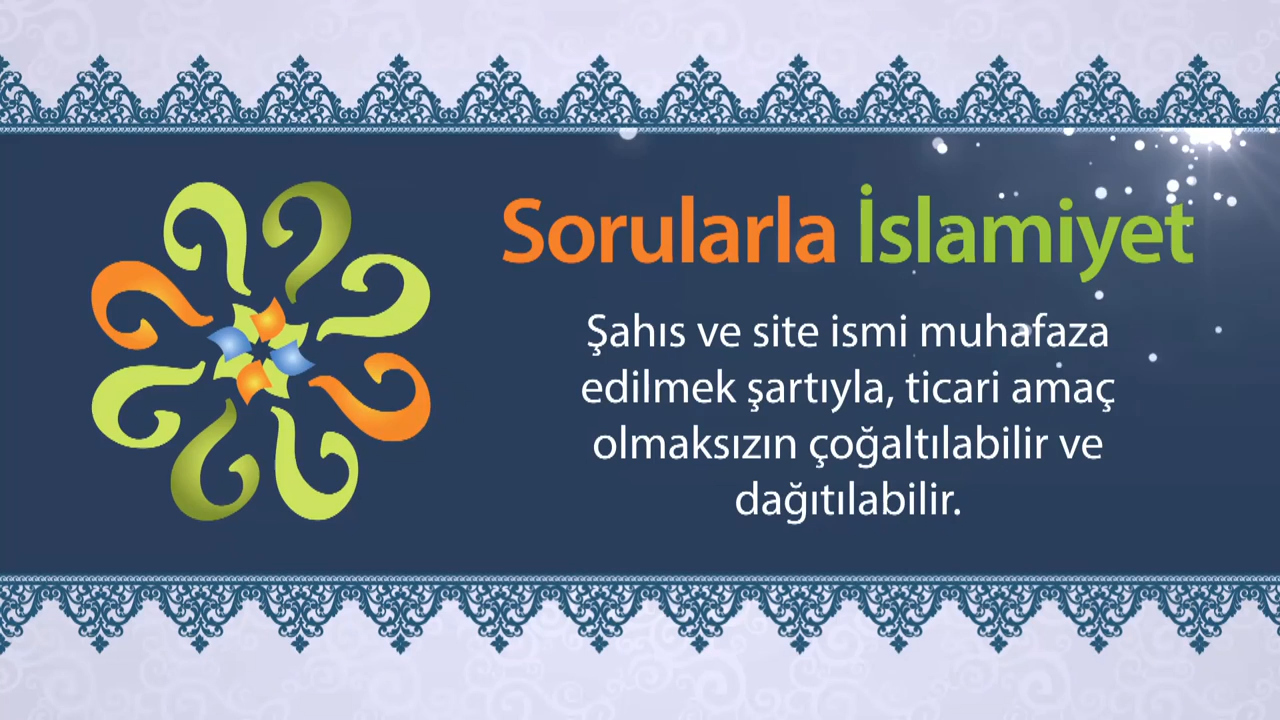 Sorularla İslamiyet
Şahıs ve site ismi muhafaza
edilmek şartıyla, ticari amaç
olmaksızın çoğaltılabilir ve
dağıtılabilir.